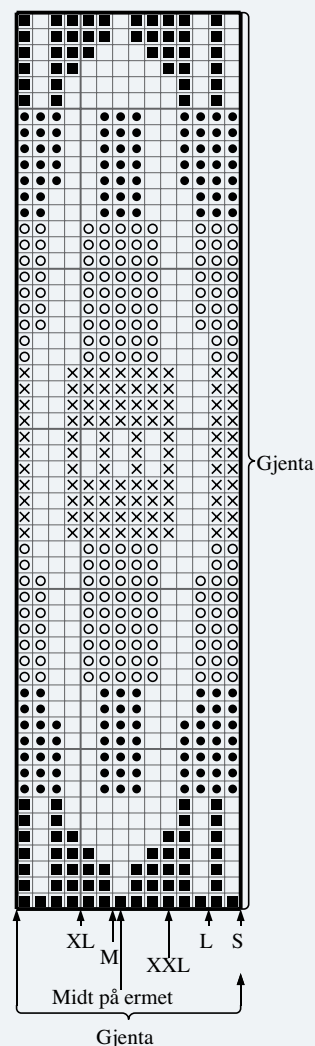 Gjenta
XL
L
S
M
XXL
Midt på ermet
Gjenta